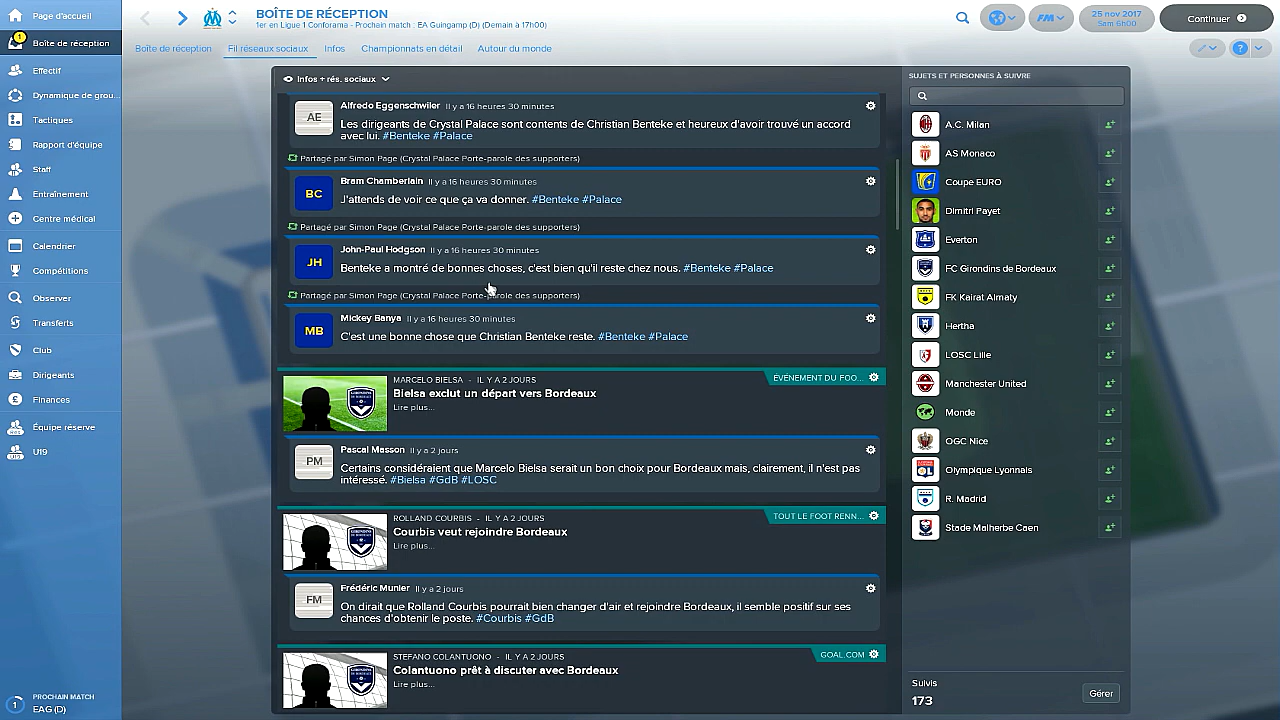 Page d'accueil
1
Boîte de réception
Effectif
Dynamique de grou...
Tactiques
Rapport d'équipe
Staff
Entraînement
Centre médical
Calendrier
Compétitions
Observer
Transferts
Club
Dirigeants
Finances
Équipe réserve
U19
1
PROCHAIN MATCH
EAG (D)
BOÎTE DE RÉCEPTION
1er en Ligue 1 Conforama - Prochain match : EA Guingamp (D) (Demain à 17h00)
FM
25 nov 2017
Sam 6h00
Continuer
Boîte de réception
Fil réseaux sociaux
Infos
Championnats en détail
Autour du monde
?
Infos + rés. sociaux
AE
Alfredo Eggenschwiler Il y a 16 heures 30 minutes
Les dirigeants de Crystal Palace sont contents de Christian Benteke et heureux d'avoir trouvé un accord
avec lui. #Benteke #Palace
Partagé par Simon Page (Crystal Palace Porte-parole des supporters)
BC
Bram Chamberlain Il y a 16 heures 30 minutes
J'attends de voir ce que ça va donner. #Benteke #Palace
Partagé par Simon Page (Crystal Palace Porte-parole des supporters)
JH
John-Paul Hodgson Il y a 16 heures 30 minutes
Benteke a montré de bonnes choses, c'est bien qu'il reste chez nous. #Benteke #Palace
Partagé par Simon Page (Crystal Palace Porte-parole des supporters)
MB
Mickey Banya Il y a 16 heures 30 minutes
C'est une bonne chose que Christian Benteke reste. #Benteke #Palace
MARCELO BIELSA - IL Y A 2 JOURS
ÉVÉNEMENT DU FOO...
Bielsa exclut un départ vers Bordeaux
Lire plus...
PM
Pascal Masson Il y a 2 jours
Certains considéraient que Marcelo Bielsa serait un bon choix pour Bordeaux mais, clairement, il n'est pas
intéressé. #Bielsa #GdB #LOSC
ROLLAND COURBIS - IL Y A 2 JOURS
TOUT LE FOOT RENN...
Courbis veut rejoindre Bordeaux
Lire plus...
FM
Frédéric Munier Il y a 2 jours
On dirait que Rolland Courbis pourrait bien changer d'air et rejoindre Bordeaux, il semble positif sur ses
chances d'obtenir le poste. #Courbis #GdB
STEFANO COLANTUONO - IL Y A 2 JOURS
GOAL.COM
Colantuono prêt à discuter avec Bordeaux
Lire plus...
SUJETS ET PERSONNES À SUIVRE
A.C. Milan
AS Monaco
Coupe EURO
Dimitri Payet
Everton
FC Girondins de Bordeaux
FK Kairat Almaty
Hertha
LOSC Lille
Manchester United
Monde
OGC Nice
Olympique Lyonnais
R. Madrid
Stade Malherbe Caen
Suivis
173
Gérer